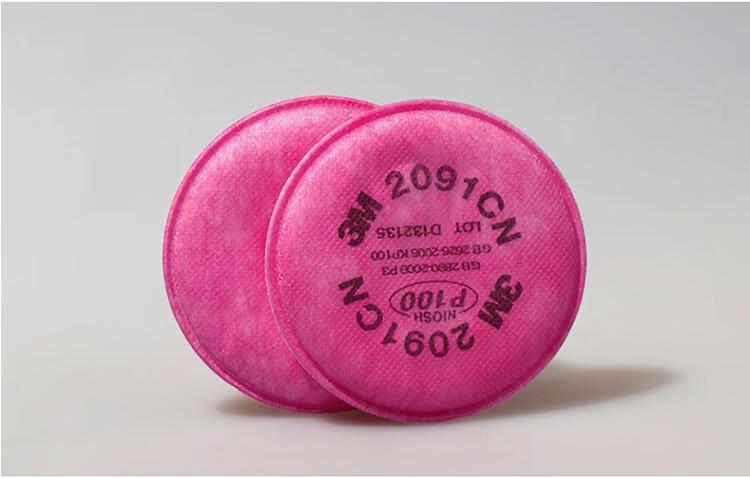 3M 2091CN
LOT D132135
GB 2626-2006 KP100
GB 2890-2009 P3
P100
NIOSH
3M 2091CN